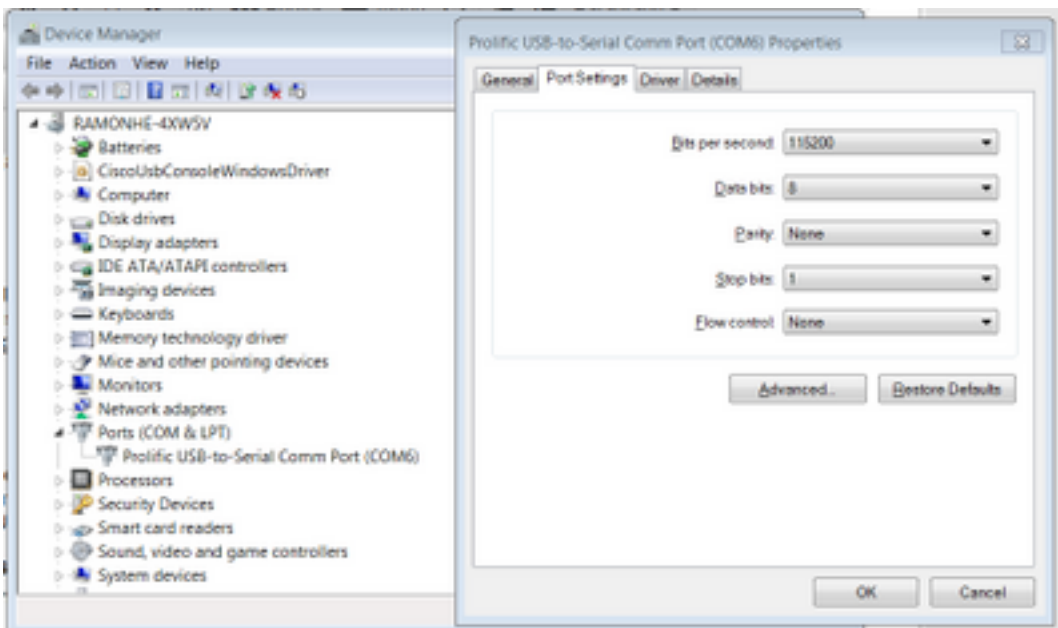 Device Manager
File Action View Help
RAMONHE-4XW5V
Batteries
CiscoUsbConsoleWindowsDriver
Computer
Disk drives
Display adapters
IDE ATA/ATAPI controllers
Imaging devices
Keyboards
Memory technology driver
Mice and other pointing devices
Monitors
Network adapters
Ports (COM & LPT)
Prolific USB-to-Serial Comm Port (COM6)
Processors
Security Devices
Smart card readers
Sound, video and game controllers
System devices
Prolific USB-to-Serial Comm Port (COM6) Properties
General Port Settings Driver Details
Bits per second: 115200
Data bits: 8
Parity: None
Stop bits: 1
Flow control: None
Advanced... Restore Defaults
OK Cancel